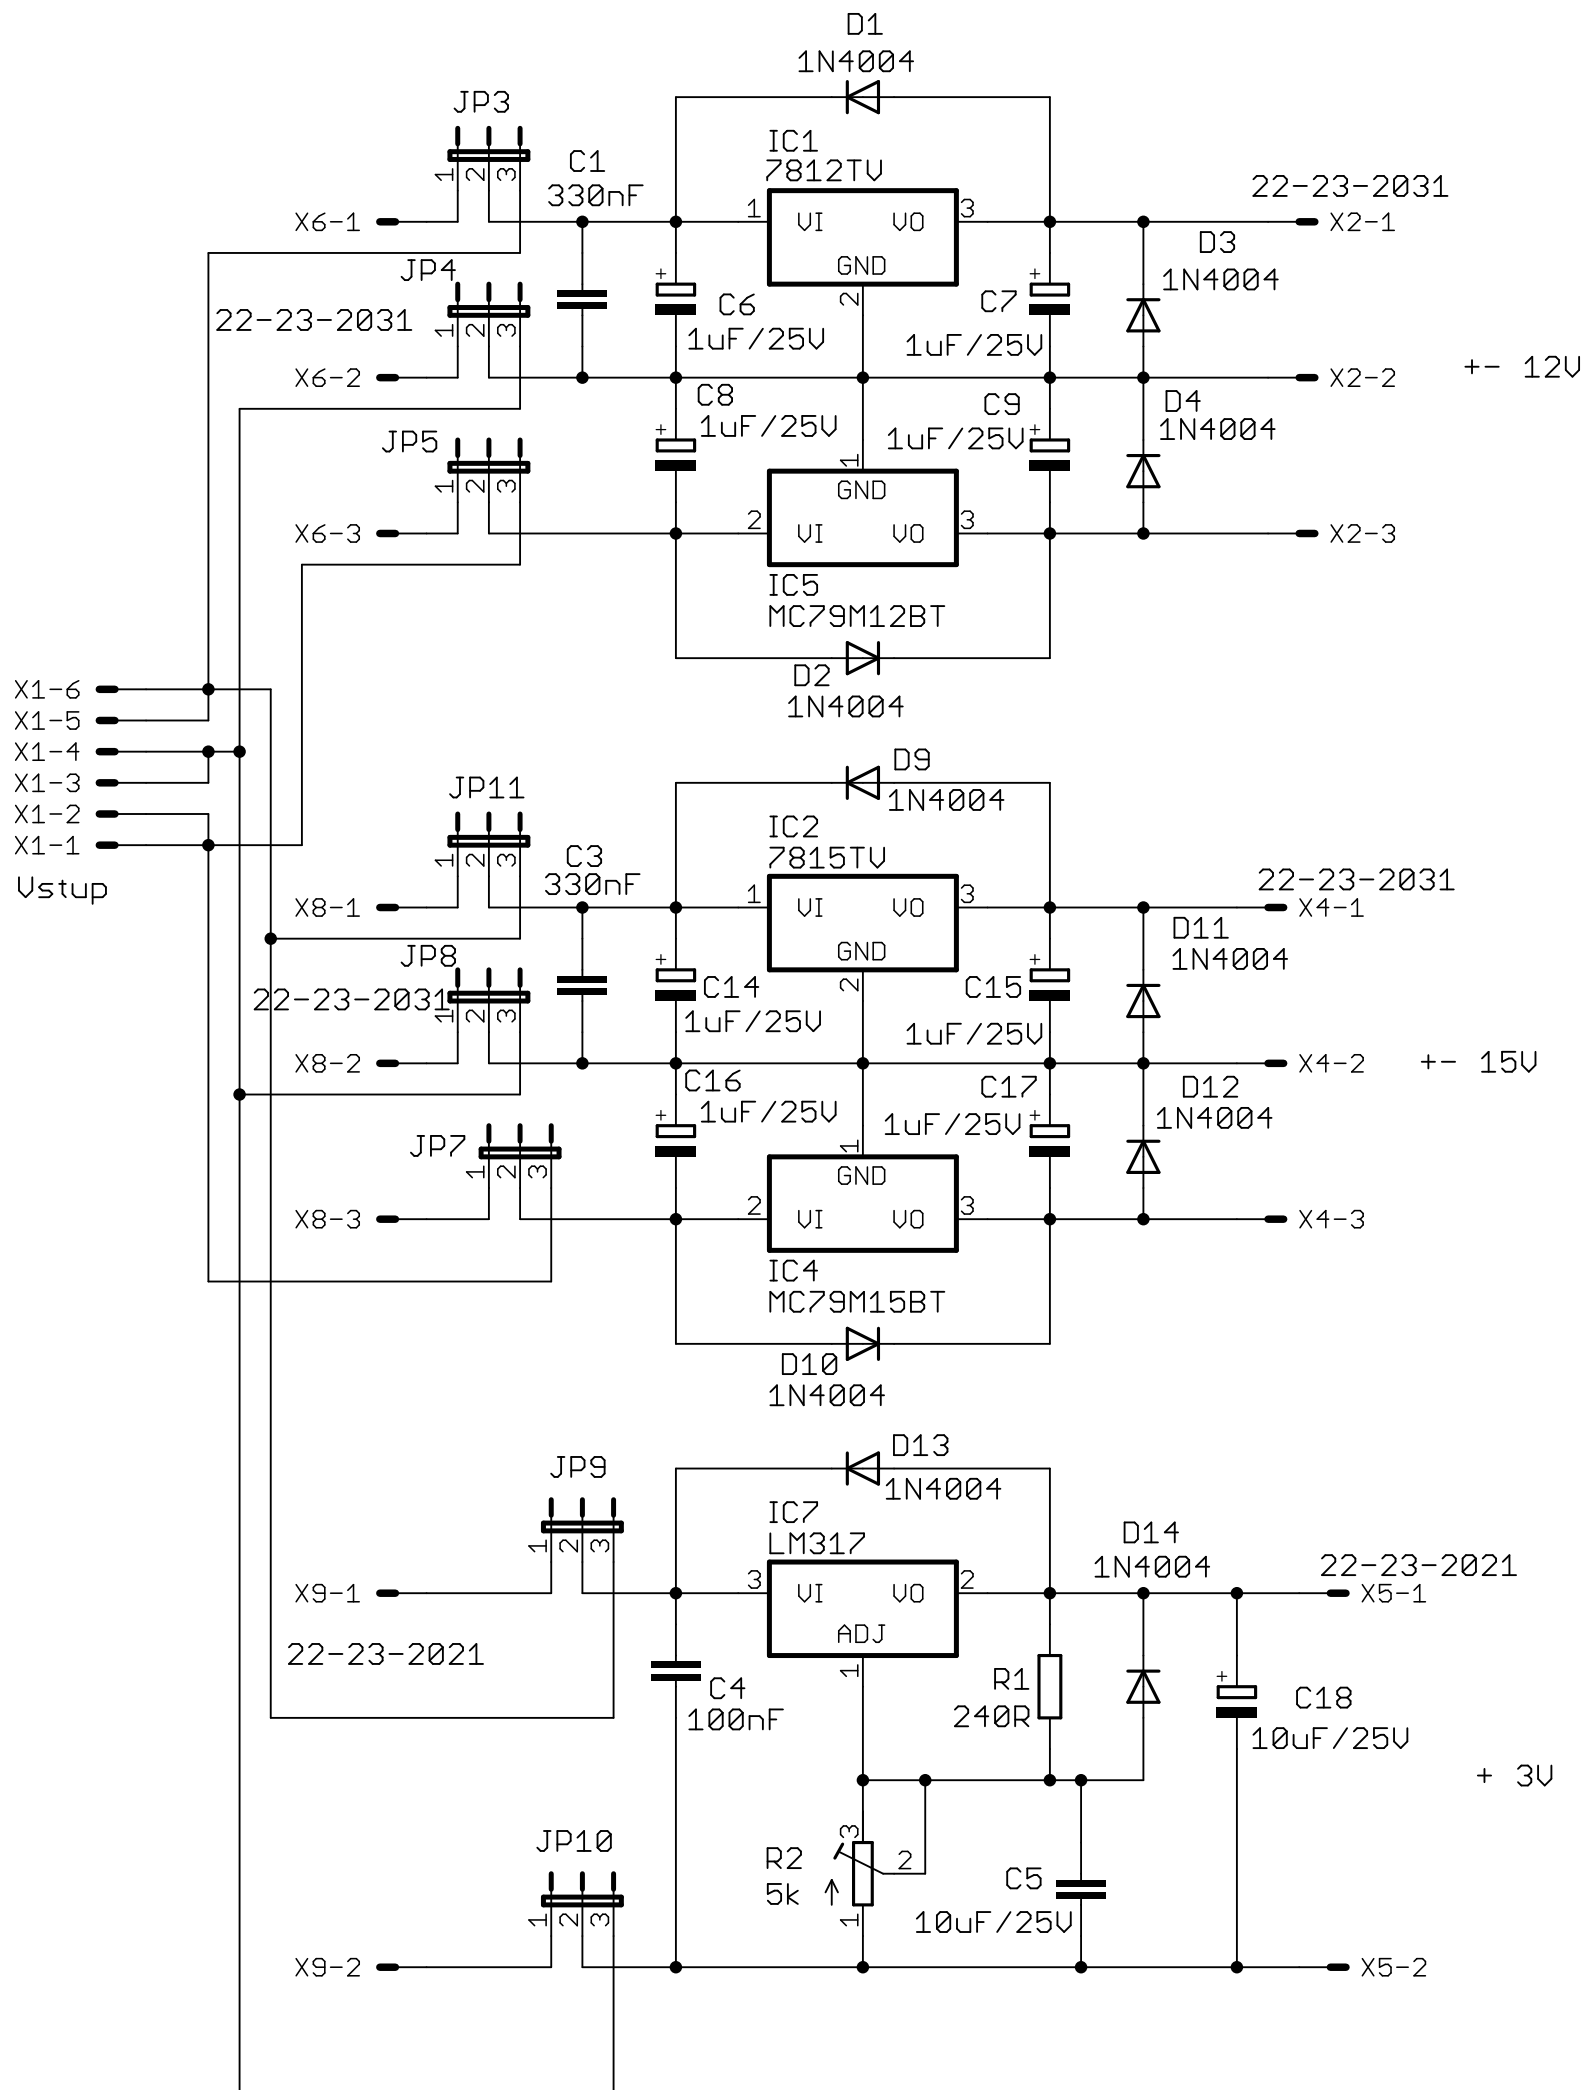 D1
1N4004
JP3
1
2
3
C1
330nF
IC1
7812TV
1
VI
VO
3
GND
2
22-23-2031
X6-1
X2-1
D3
1N4004
JP4
1
2
3
22-23-2031
+
C6
1uF/25V
+
C7
1uF/25V
X6-2
X2-2
+- 12V
C8
1uF/25V
+
C9
1uF/25V
+
D4
1N4004
JP5
1
2
3
1
GND
X6-3
2
VI
VO
3
X2-3
IC5
MC79M12BT
D2
1N4004
X1-6
X1-5
X1-4
X1-3
X1-2
X1-1
Vstup
D9
1N4004
JP11
1
2
3
C3
330nF
IC2
7815TV
1
VI
VO
3
GND
2
22-23-2031
X8-1
X4-1
D11
1N4004
JP8
1
2
3
22-23-2031
+
C14
1uF/25V
+
C15
1uF/25V
X8-2
X4-2
+- 15V
C16
1uF/25V
+
C17
1uF/25V
+
D12
1N4004
JP7
1
2
3
1
GND
X8-3
2
VI
VO
3
X4-3
IC4
MC79M15BT
D10
1N4004
D13
1N4004
JP9
1
2
3
IC7
LM317
3
VI
VO
2
ADJ
1
D14
1N4004
22-23-2021
X9-1
X5-1
22-23-2021
C4
100nF
R1
240R
+
C18
10uF/25V
+ 3V
JP10
1
2
3
R2
5k
3
2
1
C5
10uF/25V
X9-2
X5-2